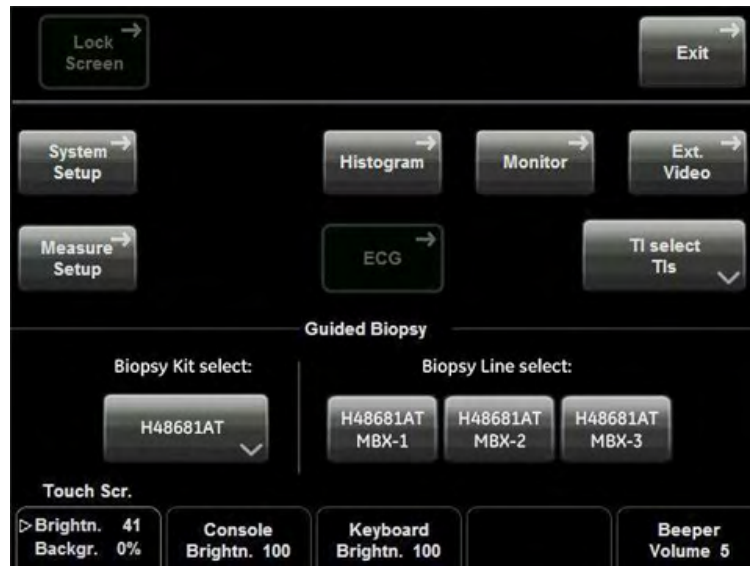 Lock
Screen
Exit
System
Setup
Histogram
Monitor
Ext.
Video
Measure
Setup
ECG
TI select
TIs
Guided Biopsy
Biopsy Kit select:
Biopsy Line select:
H48681AT
H48681AT
MBX-1
H48681AT
MBX-2
H48681AT
MBX-3
Touch Scr.
Brightn. 41
Backgr. 0%
Console
Brightn. 100
Keyboard
Brightn. 100
Beeper
Volume 5